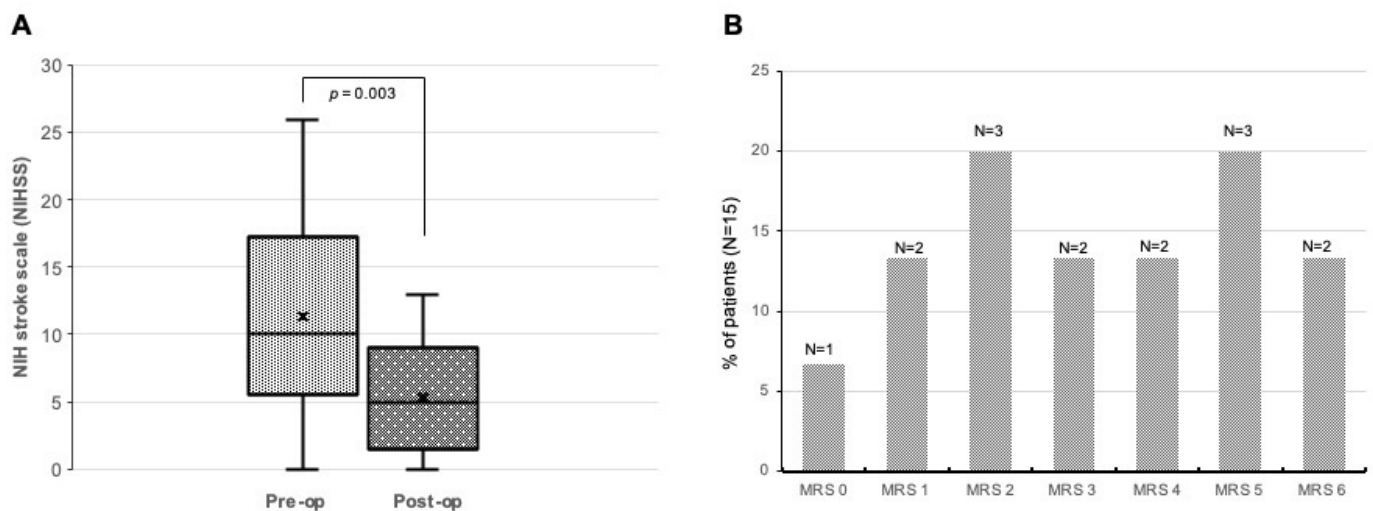 A
NIH stroke scale (NIHSS)
30
25
20
15
10
5
0
p = 0.003
Pre-op
Post-op
B
% of patients (N=15)
25
20
15
10
5
0
N=1
N=2
N=3
N=2
N=2
N=3
N=2
MRS 0
MRS 1
MRS 2
MRS 3
MRS 4
MRS 5
MRS 6